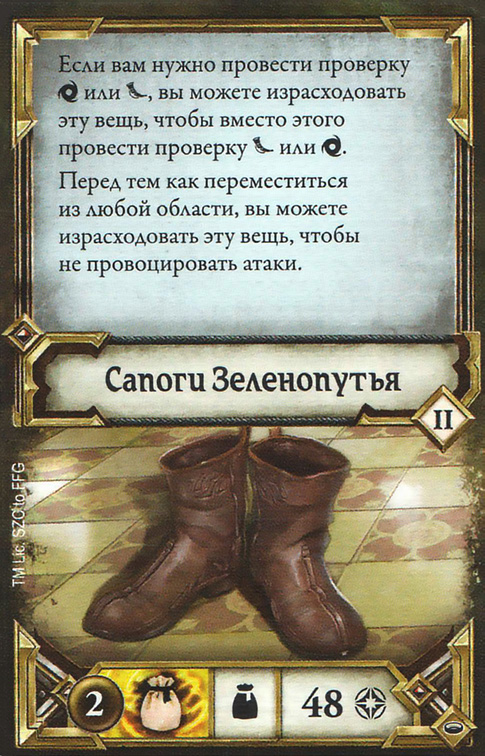 Если вам нужно провести проверку
или , вы можете израсходовать
эту вещь, чтобы вместо этого
провести проверку или .
Перед тем как переместиться
из любой области, вы можете
израсходовать эту вещь, чтобы
не провоцировать атаки.
Сапоги Зеленопутья
II
TM Lic. SZC to FFG
2
48